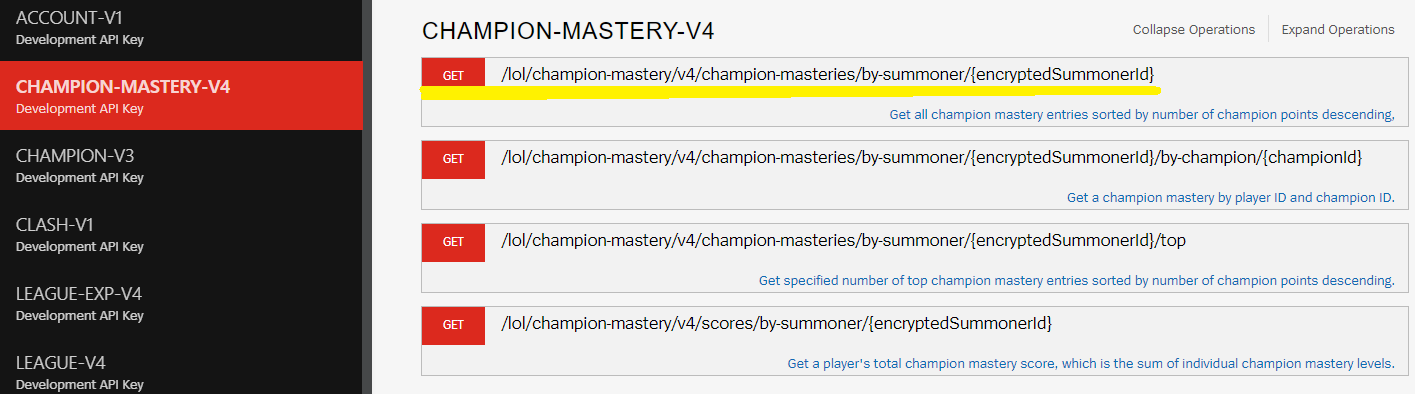 ACCOUNT-V1
Development API Key
CHAMPION-MASTERY-V4
Development API Key
CHAMPION-V3
Development API Key
CLASH-V1
Development API Key
LEAGUE-EXP-V4
Development API Key
LEAGUE-V4
Development API Key
CHAMPION-MASTERY-V4
Collapse Operations
Expand Operations
GET /lol/champion-mastery/v4/champion-masteries/by-summoner/{encryptedSummonerId}
Get all champion mastery entries sorted by number of champion points descending,
GET /lol/champion-mastery/v4/champion-masteries/by-summoner/{encryptedSummonerId}/by-champion/{championId}
Get a champion mastery by player ID and champion ID.
GET /lol/champion-mastery/v4/champion-masteries/by-summoner/{encryptedSummonerId}/top
Get specified number of top champion mastery entries sorted by number of champion points descending.
GET /lol/champion-mastery/v4/scores/by-summoner/{encryptedSummonerId}
Get a player's total champion mastery score, which is the sum of individual champion mastery levels.